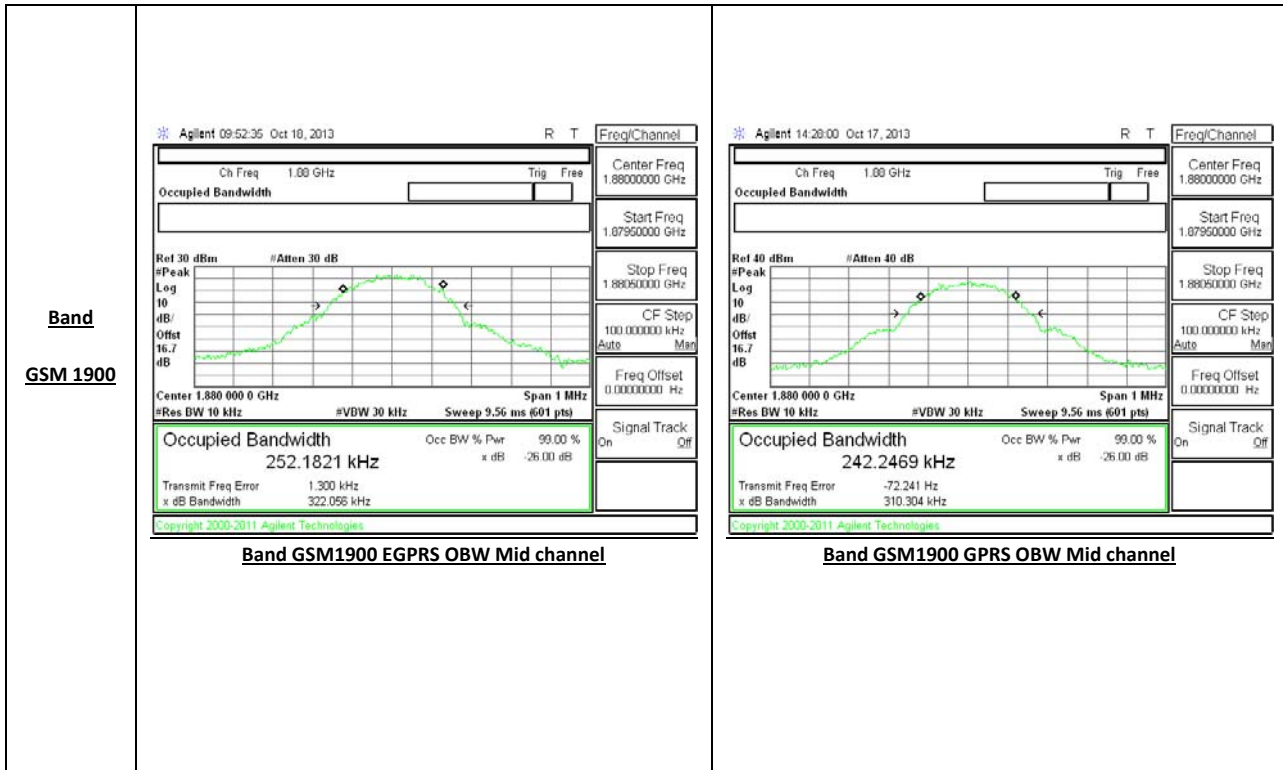 Band
GSM 1900
Agilent 09:52:35 Oct 18, 2013 R T
Ch Freq 1.88 GHz Trig Free
Occupied Bandwidth
Ref 30 dBm #Atten 30 dB
#Peak
Log
10
dB/
Offst
16.7
dB
Center 1.880 000 0 GHz Span 1 MHz
#Res BW 10 kHz #VBW 30 kHz Sweep 9.56 ms (601 pts)
Occupied Bandwidth Occ BW % Pwr 99.00 %
252.1821 kHz x dB -26.00 dB
Transmit Freq Error 1.300 kHz
x dB Bandwidth 322.056 kHz
Copyright 2000-2011 Agilent Technologies
Freq/Channel
Center Freq
1.88000000 GHz
Start Freq
1.87950000 GHz
Stop Freq
1.88050000 GHz
CF Step
100.000000 kHz
Auto Man
Freq Offset
0.00000000 Hz
Signal Track
On Off
Band GSM1900 EGPRS OBW Mid channel
Agilent 14:28:00 Oct 17, 2013 R T
Ch Freq 1.88 GHz Trig Free
Occupied Bandwidth
Ref 40 dBm #Atten 40 dB
#Peak
Log
10
dB/
Offst
16.7
dB
Center 1.880 000 0 GHz Span 1 MHz
#Res BW 10 kHz #VBW 30 kHz Sweep 9.56 ms (601 pts)
Occupied Bandwidth Occ BW % Pwr 99.00 %
242.2469 kHz x dB -26.00 dB
Transmit Freq Error -72.241 Hz
x dB Bandwidth 310.304 kHz
Copyright 2000-2011 Agilent Technologies
Freq/Channel
Center Freq
1.88000000 GHz
Start Freq
1.87950000 GHz
Stop Freq
1.88050000 GHz
CF Step
100.000000 kHz
Auto Man
Freq Offset
0.00000000 Hz
Signal Track
On Off
Band GSM1900 GPRS OBW Mid channel